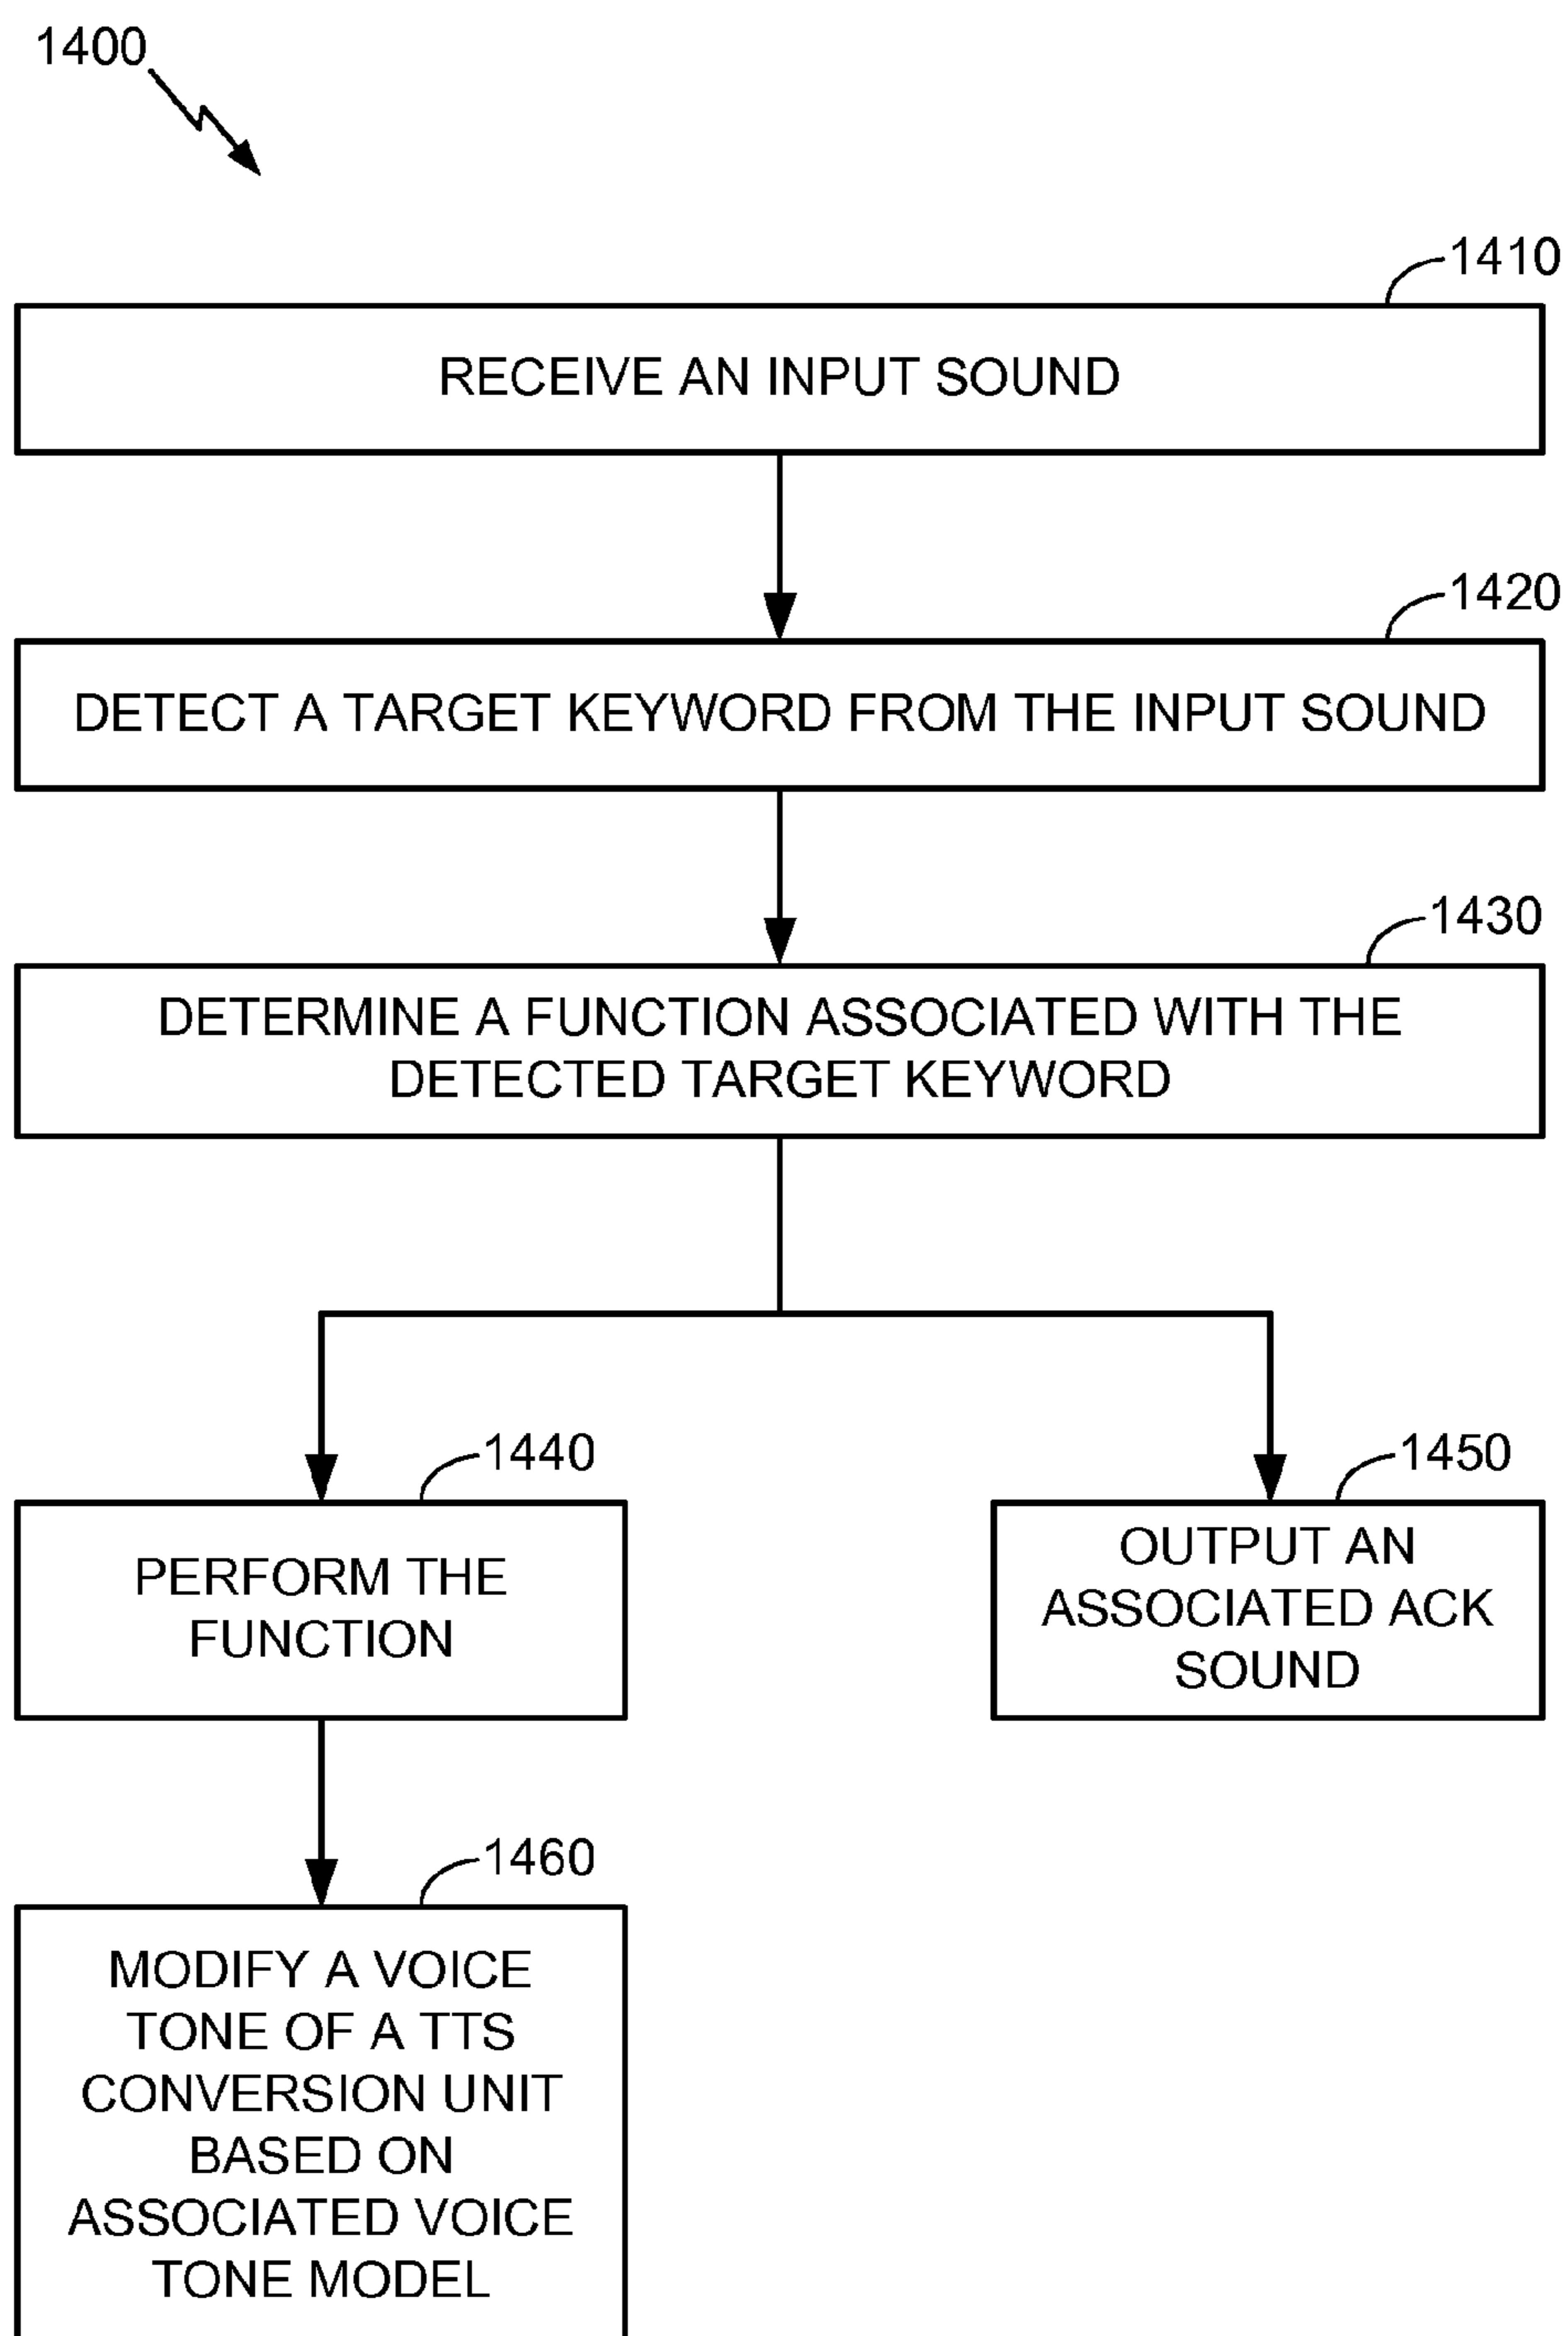 1400
1410
RECEIVE AN INPUT SOUND
1420
DETECT A TARGET KEYWORD FROM THE INPUT SOUND
1430
DETERMINE A FUNCTION ASSOCIATED WITH THE
DETECTED TARGET KEYWORD
1440
PERFORM THE
FUNCTION
1450
OUTPUT AN
ASSOCIATED ACK
SOUND
1460
MODIFY A VOICE
TONE OF A TTS
CONVERSION UNIT
BASED ON
ASSOCIATED VOICE
TONE MODEL